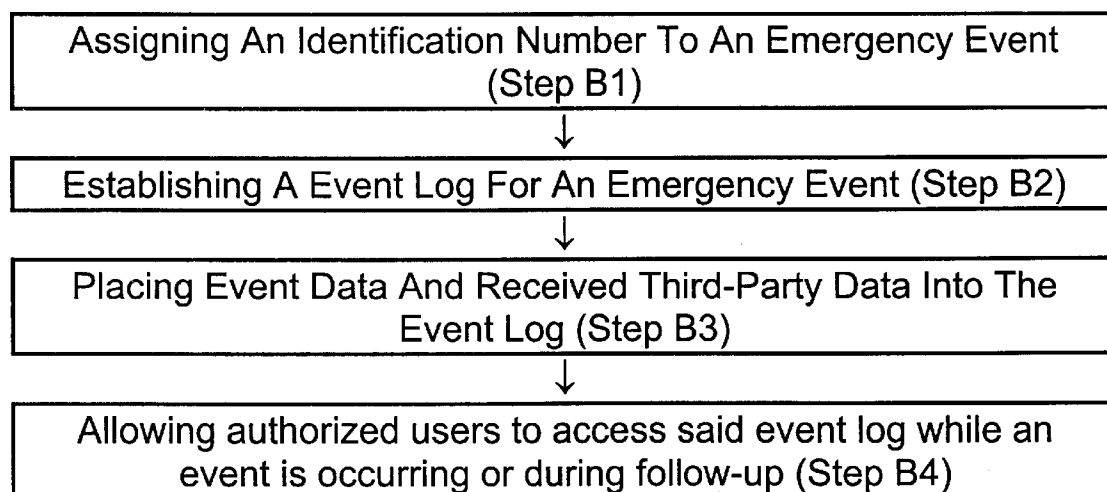 Assigning An Identification Number To An Emergency Event
(Step B1)
↓
Establishing A Event Log For An Emergency Event (Step B2)
↓
Placing Event Data And Received Third-Party Data Into The
Event Log (Step B3)
↓
Allowing authorized users to access said event log while an
event is occurring or during follow-up (Step B4)